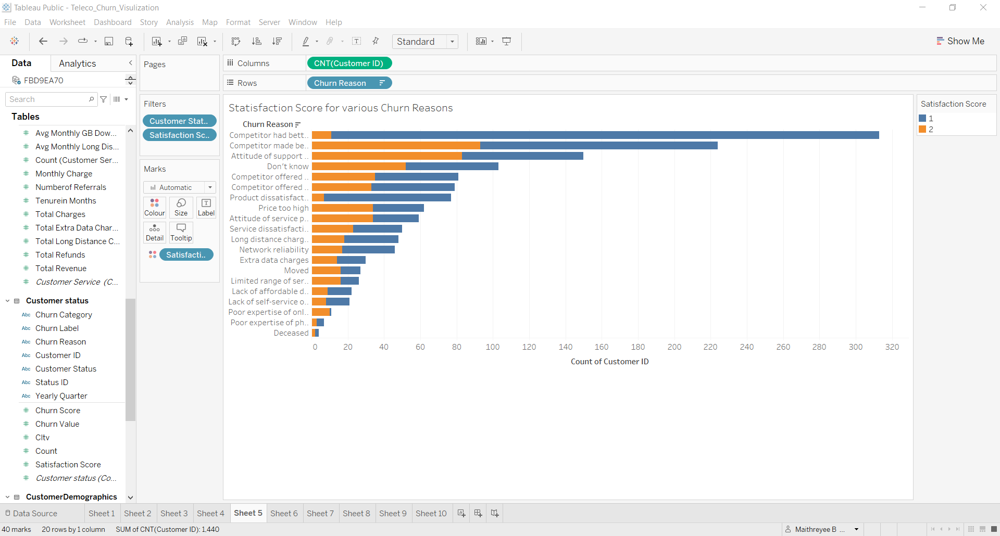 Tableau Public - Teleco_Churn_Visulization
File Data Worksheet Dashboard Story Analysis Map Format Server Window Help
Standard
Show Me
Data Analytics
FBD9EA70
Search
Tables
Avg Monthly GB Dow...
Avg Monthly Long Dis...
Count (Customer Ser...
Monthly Charge
Numberof Referrals
Tenurein Months
Total Charges
Total Extra Data Char...
Total Long Distance C...
Total Refunds
Total Revenue
Customer Service (C...
Customer status
Abc Churn Category
Abc Churn Label
Abc Churn Reason
Abc Customer ID
Abc Customer Status
Abc Status ID
Abc Yearly Quarter
Churn Score
Churn Value
Cltv
Count
Satisfaction Score
Customer status (Co...
CustomerDemographics
Pages
Filters
Customer Stat..
Satisfaction Sc..
Marks
Automatic
Colour Size Label
Detail Tooltip
Satisfacti..
Columns CNT(Customer ID)
Rows Churn Reason
Statisfaction Score for various Churn Reasons
Churn Reason
Competitor had bett..
Competitor made be..
Attitude of support ..
Don't know
Competitor offered ..
Competitor offered ..
Product dissatisfact..
Price too high
Attitude of service p..
Service dissatisfacti..
Long distance charg..
Network reliability
Extra data charges
Moved
Limited range of ser..
Lack of affordable d..
Lack of self-service o..
Poor expertise of onl..
Poor expertise of ph..
Deceased
0 20 40 60 80 100 120 140 160 180 200 220 240 260 280 300 320
Count of Customer ID
Satisfaction Score
1
2
Data Source Sheet 1 Sheet 2 Sheet 3 Sheet 4 Sheet 5 Sheet 6 Sheet 7 Sheet 8 Sheet 9 Sheet 10
40 marks 20 rows by 1 column SUM of CNT(Customer ID): 1,440
Maithreyee B ...